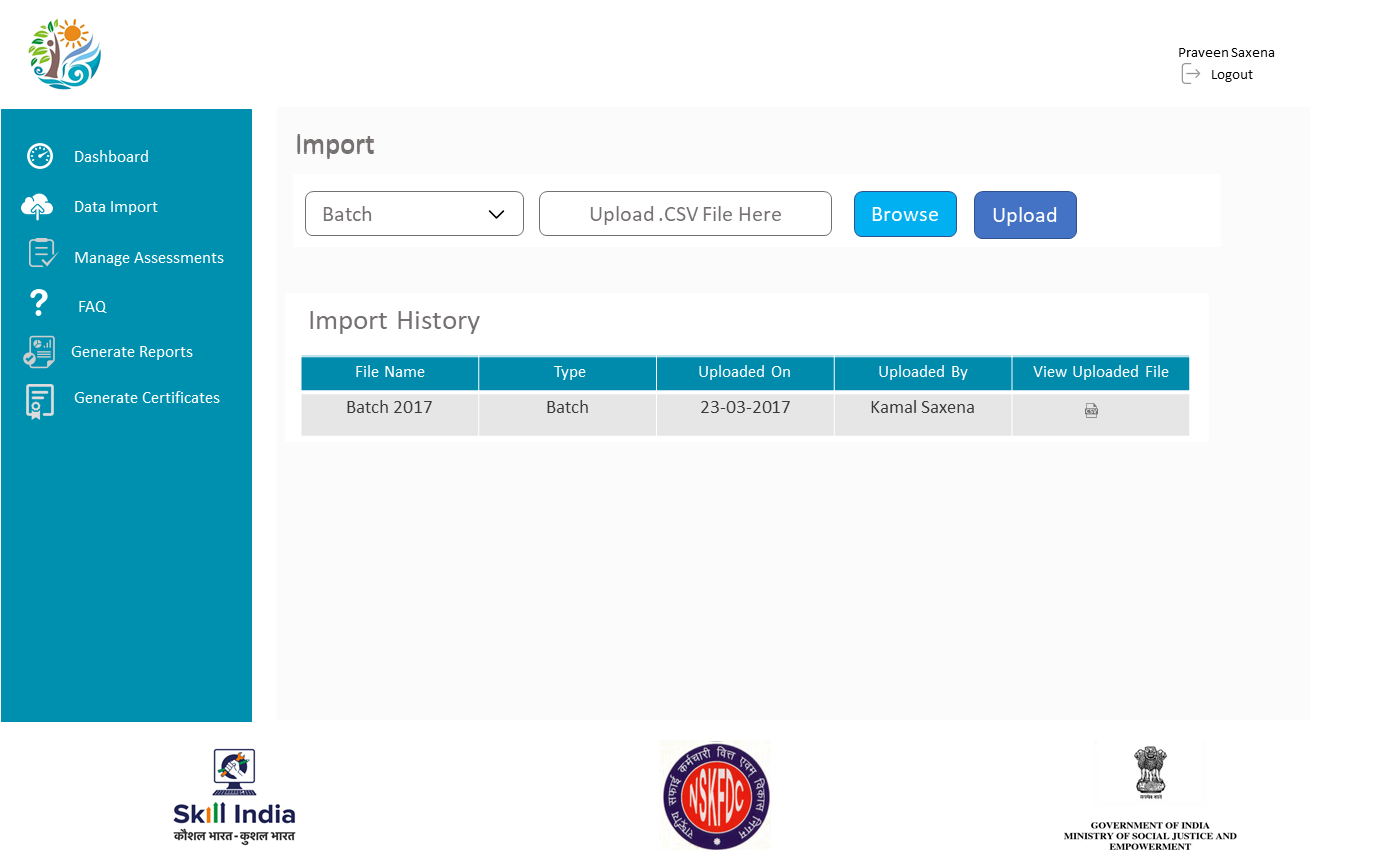 Praveen Saxena
Logout
Dashboard
Data Import
Manage Assessments
FAQ
Generate Reports
Generate Certificates
Import
Batch
Upload .CSV File Here
Browse
Upload
Import History
File Name Type Uploaded On Uploaded By View Uploaded File
Batch 2017 Batch 23-03-2017 Kamal Saxena
Skill India
कौशल भारत - कुशल भारत
राष्ट्रीय सफाई कर्मचारी वित्त एवम विकास निगम
NSKFDC
सत्यमेव जयते
GOVERNMENT OF INDIA
MINISTRY OF SOCIAL JUSTICE AND
EMPOWERMENT